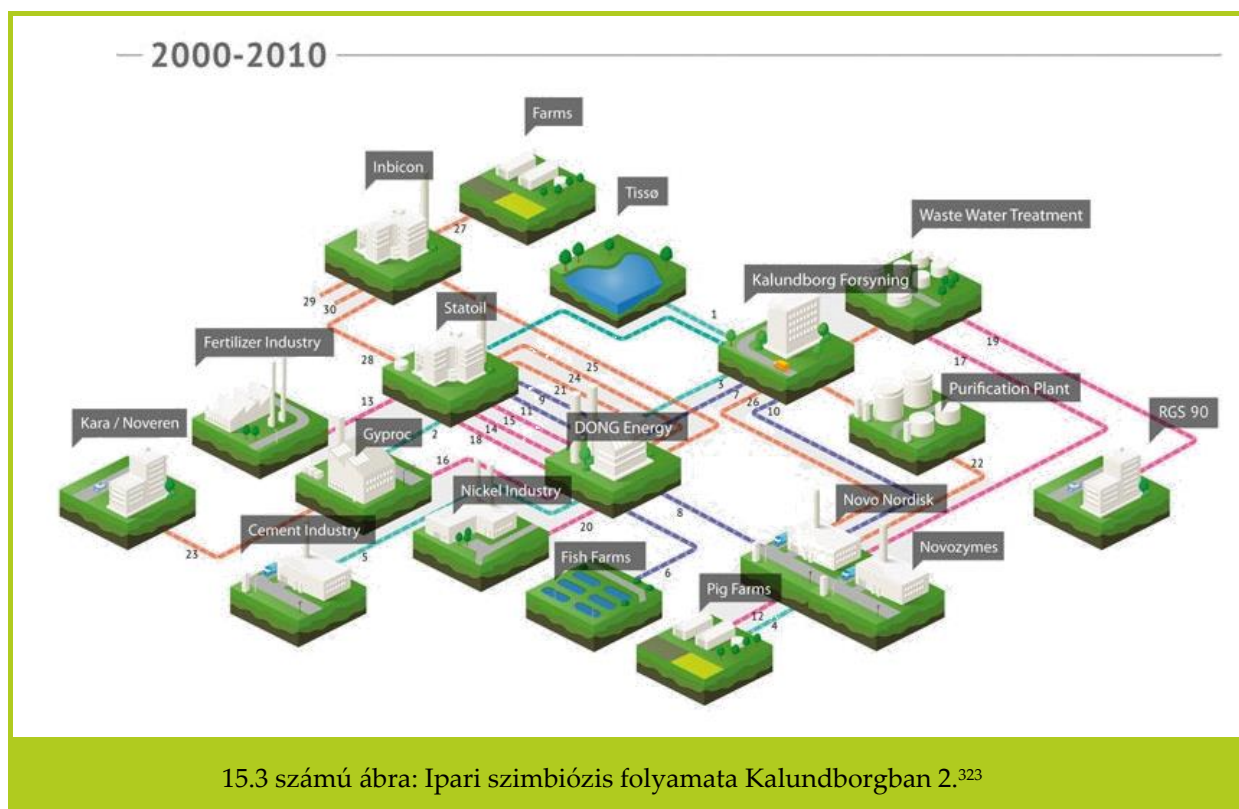 2000-2010
Farms
Inbicon
Tissø
Waste Water Treatment
27
Kalundborg Forsyning
29
30
Statoil
1
19
Fertilizer Industry
17
28
25
24
3
7
26
10
Purification Plant
21
9
11
13
15
14
18
2
DONG Energy
RGS 90
Kara / Noveren
Gyproc
16
22
Nickel Industry
Novo Nordisk
8
20
Cement Industry
23
5
Fish Farms
6
Novozymes
Pig Farms
12
4
15.3 számú ábra: Ipari szimbiózis folyamata Kalundborgban 2.³²³